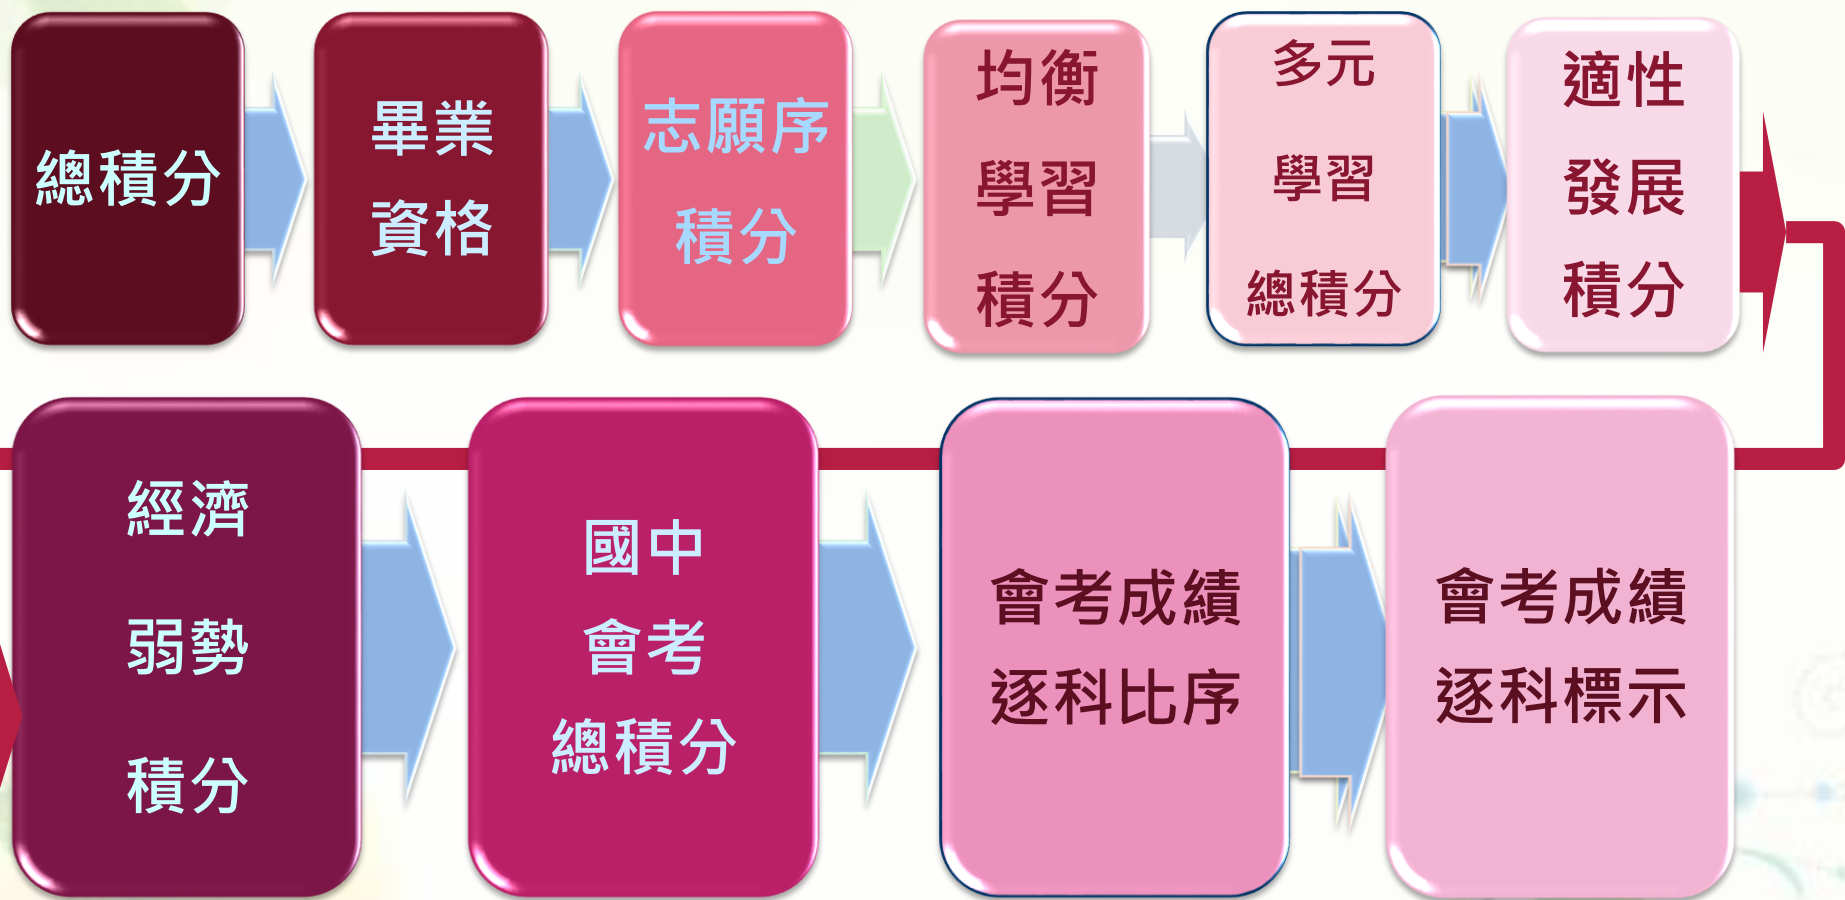 總積分
畢業
資格
志願序
積分
均衡
學習
積分
多元
學習
總積分
適性
發展
積分
經濟
弱勢
積分
國中
會考
總積分
會考成績
逐科比序
會考成績
逐科標示